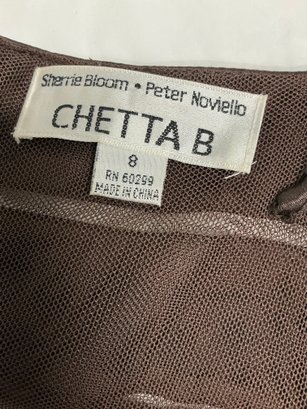 Sherrie Bloom • Peter Noviello
CHETTA B
8
RN 60299
MADE IN CHINA